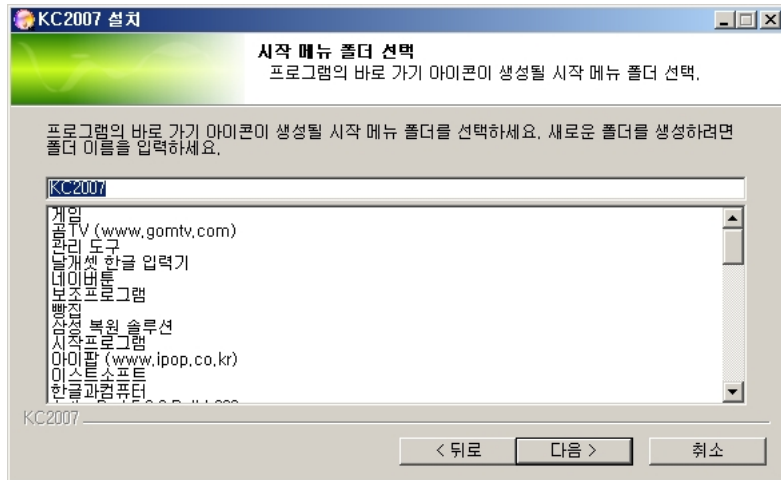 KC2007 설치
시작 메뉴 폴더 선택
프로그램의 바로 가기 아이콘이 생성될 시작 메뉴 폴더 선택.
프로그램의 바로 가기 아이콘이 생성될 시작 메뉴 폴더를 선택하세요. 새로운 폴더를 생성하려면
폴더 이름을 입력하세요.
KC2007
게임
곰TV (www.gomtv.com)
관리 도구
날개셋 한글 입력기
네이버툰
보조프로그램
빵집
삼성 복원 솔루션
시작프로그램
아이팝 (www.ipop.co.kr)
이스트소프트
한글과컴퓨터
KC2007
< 뒤로
다음 >
취소